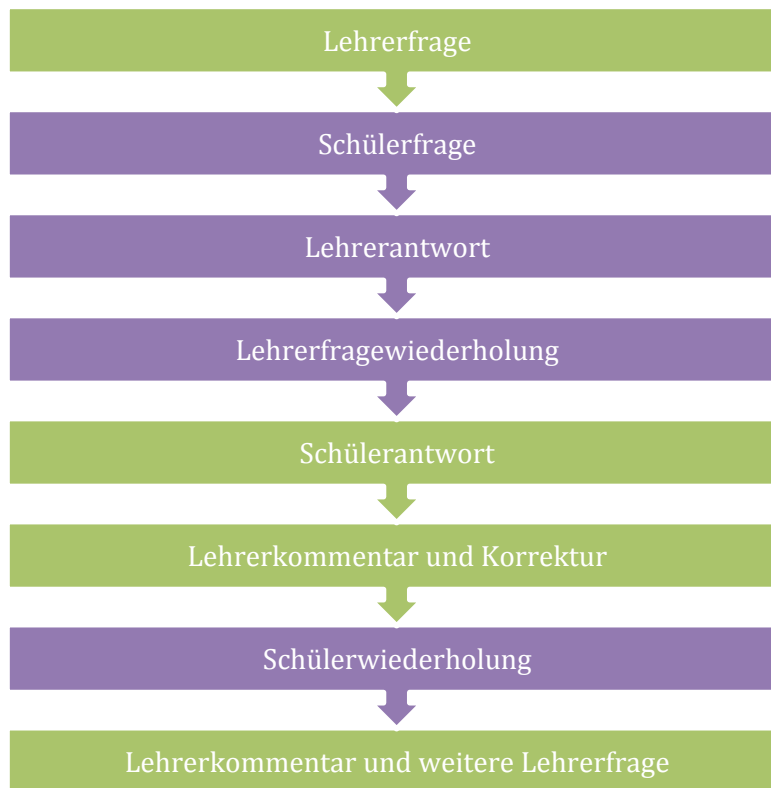 Lehrerfrage
Schülerfrage
Lehrerantwort
Lehrerfragewiederholung
Schülerantwort
Lehrerkommentar und Korrektur
Schülerwiederholung
Lehrerkommentar und weitere Lehrerfrage